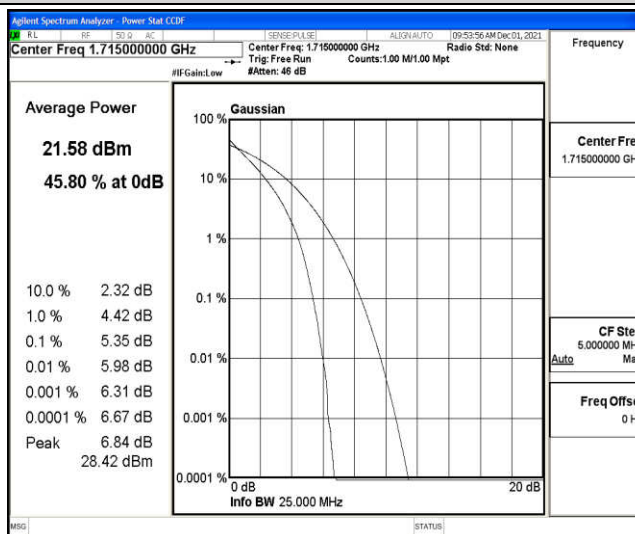 Agilent Spectrum Analyzer - Power Stat CCDF
RL RF 50 Ω AC SENSE:PULSE ALIGNAUTO 09:53:56 AM Dec 01, 2021
Center Freq 1.715000000 GHz
Center Freq: 1.715000000 GHz Radio Std: None
Trig: Free Run Counts:1.00 M/1.00 Mpt
#IFGain:Low #Atten: 46 dB
Frequency
Average Power
21.58 dBm
45.80 % at 0dB
10.0 % 2.32 dB
1.0 % 4.42 dB
0.1 % 5.35 dB
0.01 % 5.98 dB
0.001 % 6.31 dB
0.0001 % 6.67 dB
Peak 6.84 dB
28.42 dBm
Gaussian
100 %
10 %
1 %
0.1 %
0.01 %
0.001 %
0.0001 %
0 dB 20 dB
Info BW 25.000 MHz
Center Fre
1.715000000 GH
CF Ste
5.000000 MH
Auto Ma
Freq Offse
0 H
MSG STATUS